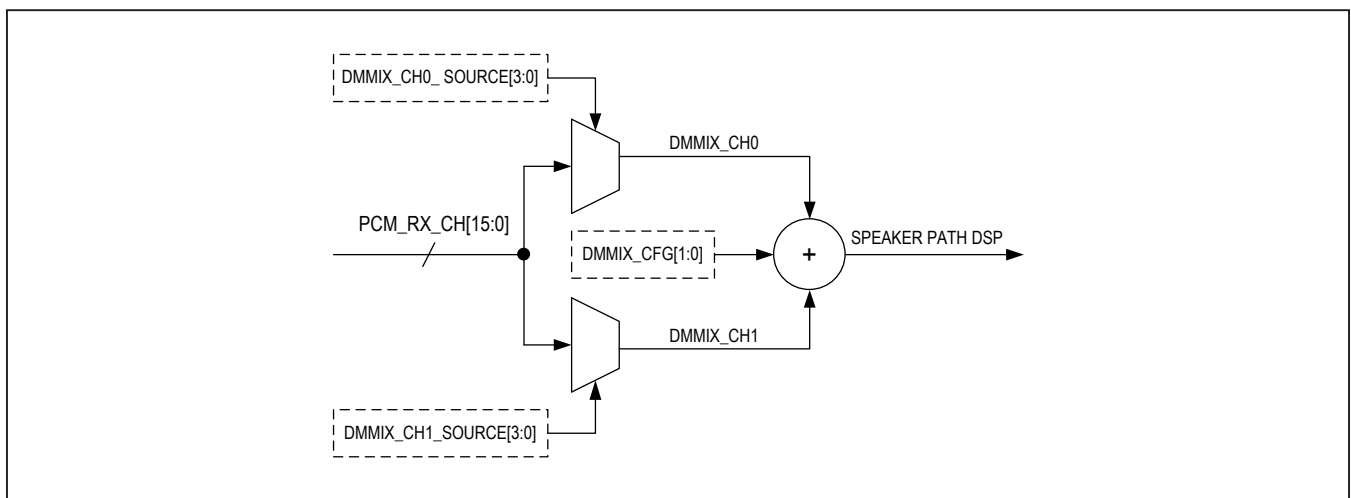 DMMIX_CH0_ SOURCE[3:0]
DMMIX_CH0
PCM_RX_CH[15:0]
DMMIX_CFG[1:0]
+
SPEAKER PATH DSP
DMMIX_CH1
DMMIX_CH1_SOURCE[3:0]